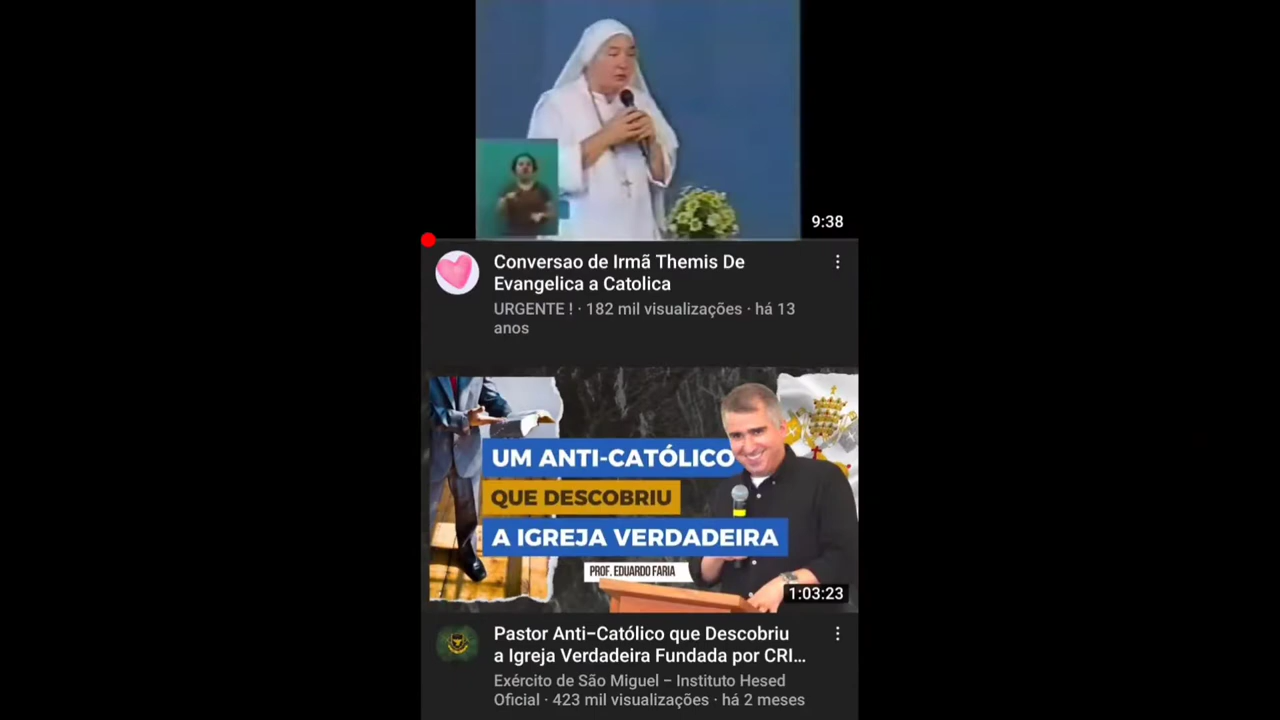 9:38
Conversao de Irmã Themis De
Evangelica a Catolica
URGENTE ! · 182 mil visualizações · há 13
anos
UM ANTI-CATÓLICO
QUE DESCOBRIU
A IGREJA VERDADEIRA
PROF. EDUARDO FARIA
1:03:23
Pastor Anti-Católico que Descobriu
a Igreja Verdadeira Fundada por CRI...
Exército de São Miguel - Instituto Hesed
Oficial · 423 mil visualizações · há 2 meses